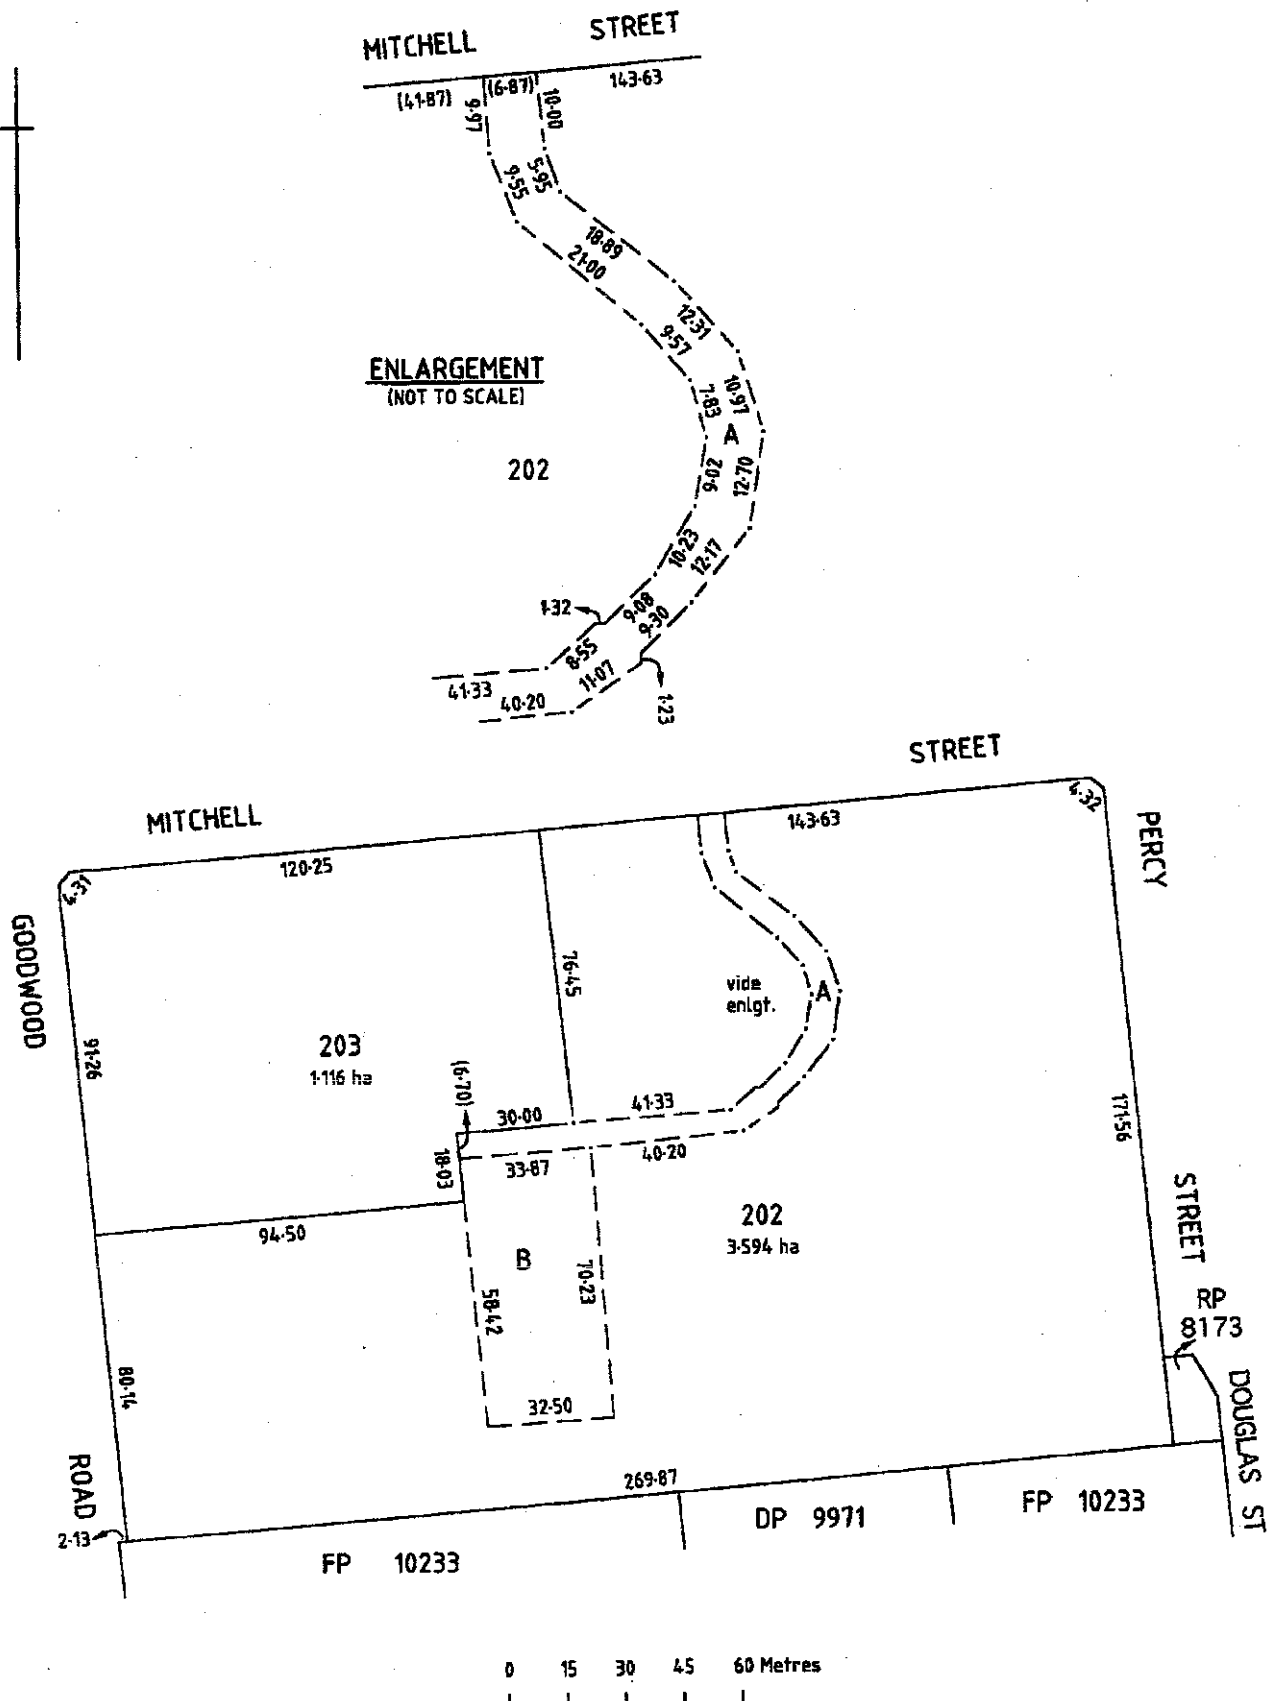 MITCHELL STREET
(41·87) (6·87) 143·63
9·97
10·00
9·55
5·95
18·89
21·00
12·31
9·57
10·97
7·83
A
9·02
12·70
ENLARGEMENT
(NOT TO SCALE)
202
10·23
12·17
1·32
9·08
9·30
8·55
11·07
41·33
40·20
1·23
MITCHELL STREET
120·25
143·63
4·31
4·32
GOODWOOD
PERCY
76·45
vide
enlgt.
A
91·26
203
1·116 ha
(6·70)
30·00
41·33
171·56
18·03
33·87
40·20
94·50
202
3·594 ha
STREET
B
58·42
70·23
RP
8173
80·14
32·50
DOUGLAS ST
ROAD
269·87
2·13
FP 10233
DP 9971
FP 10233
0 15 30 45 60 Metres